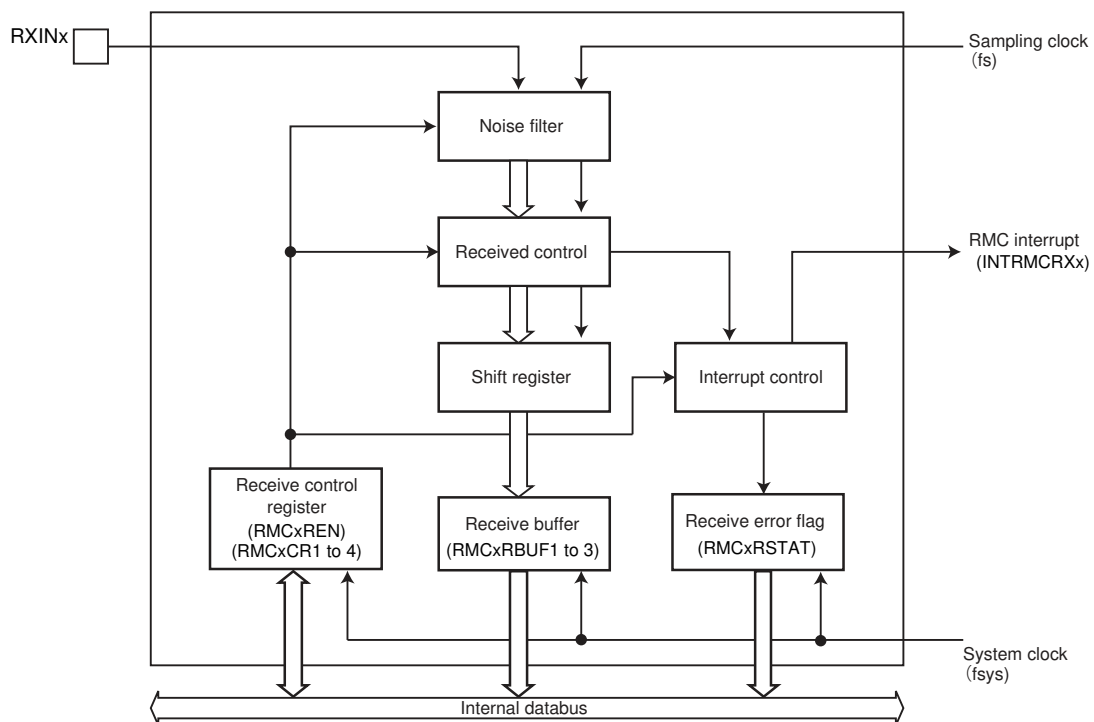 RXINx
Sampling clock
(fs)
Noise filter
Received control
RMC interrupt
(INTRMCRXx)
Shift register
Interrupt control
Receive control
register
(RMCxREN)
(RMCxCR1 to 4)
Receive buffer
(RMCxRBUF1 to 3)
Receive error flag
(RMCxRSTAT)
System clock
(fsys)
Internal databus